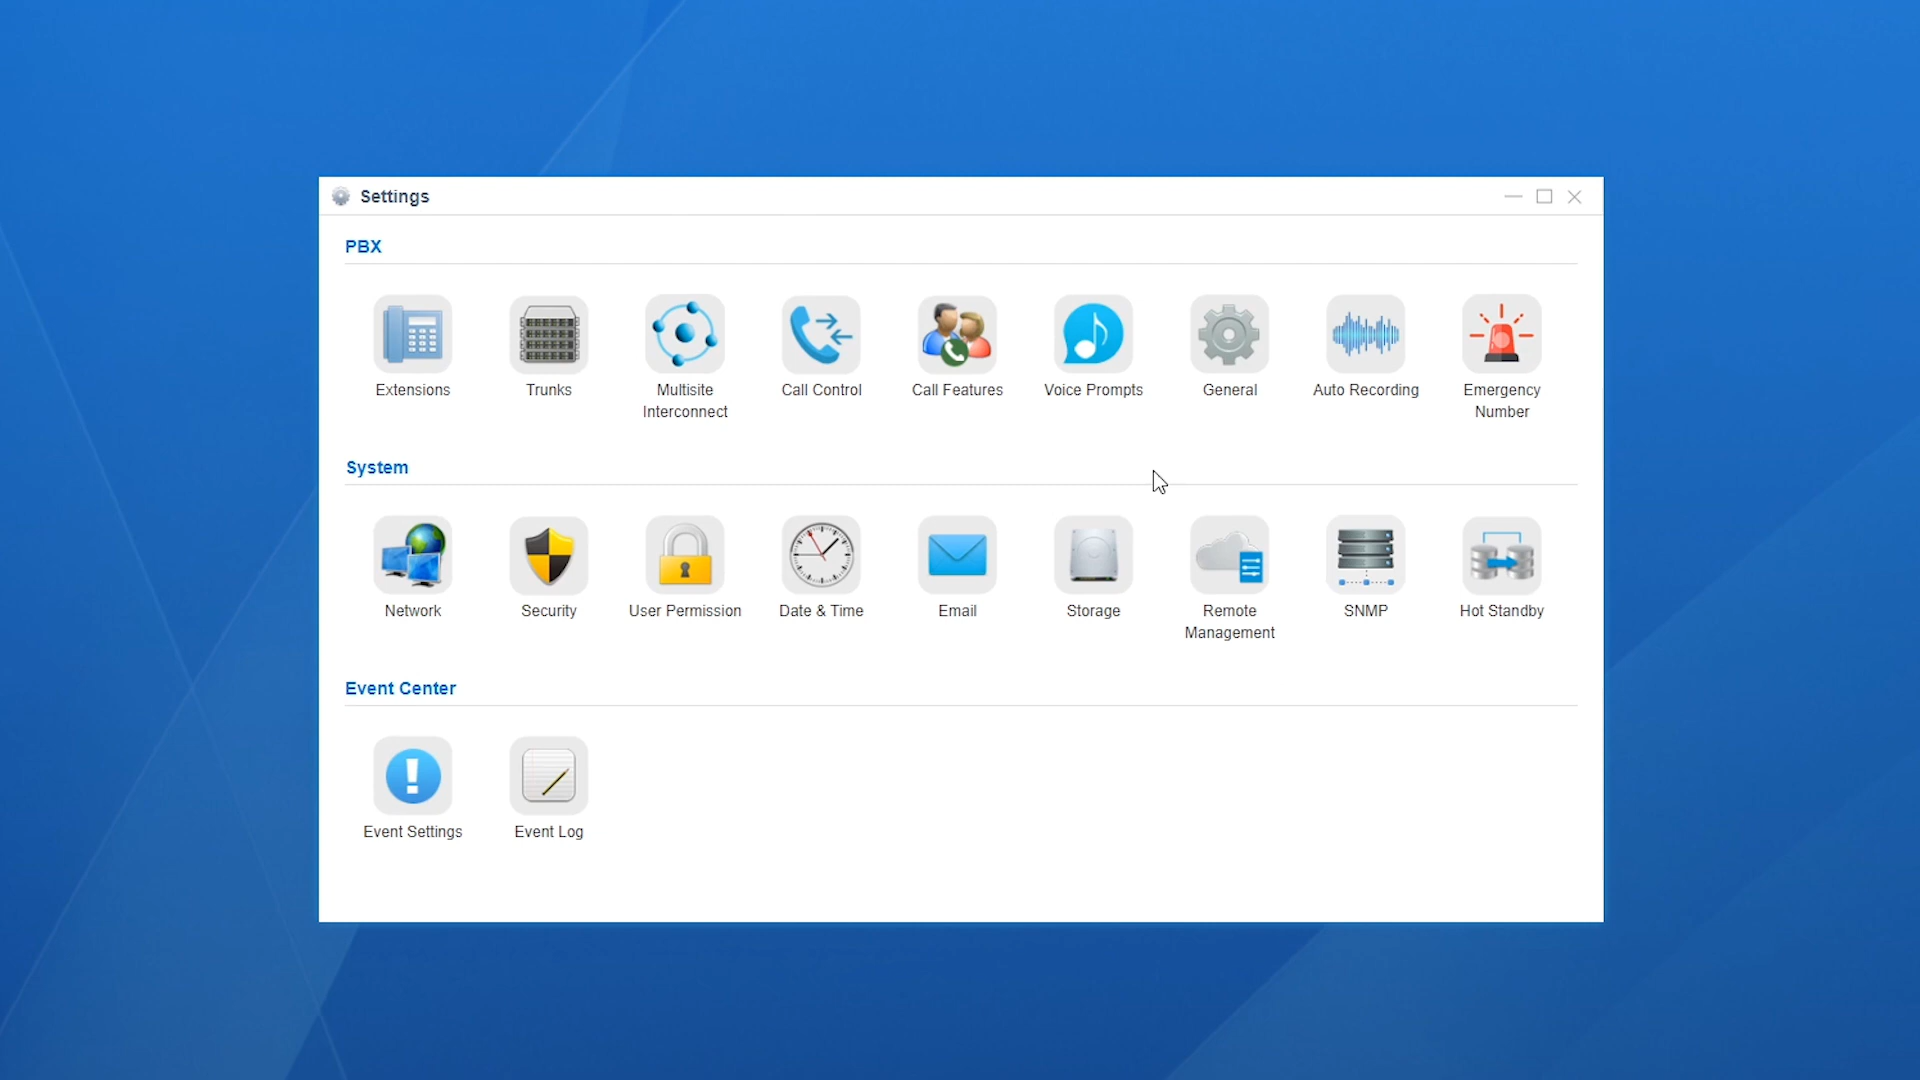 Settings
PBX
Extensions
Trunks
Multisite
Interconnect
Call Control
Call Features
Voice Prompts
General
Auto Recording
Emergency
Number
System
Network
Security
User Permission
Date & Time
Email
Storage
Remote
Management
SNMP
Hot Standby
Event Center
Event Settings
Event Log